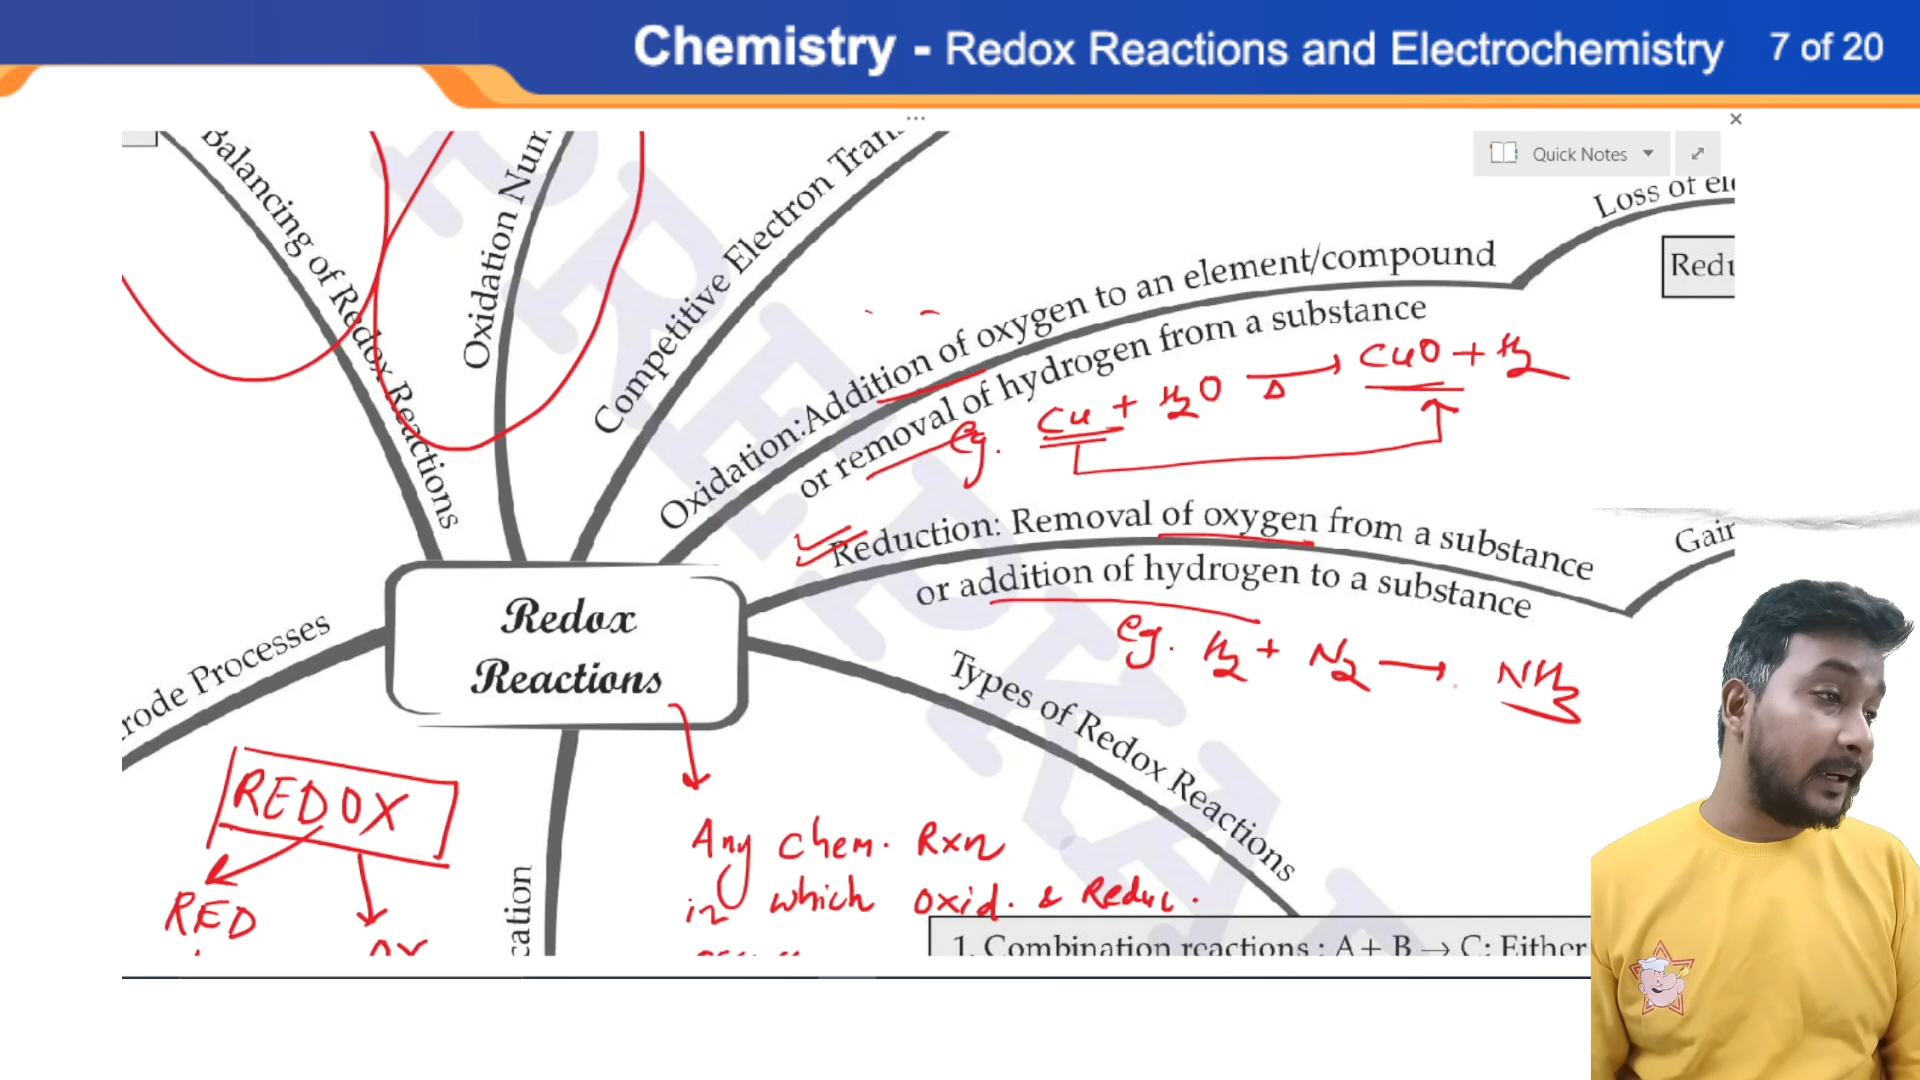 Chemistry - Redox Reactions and Electrochemistry 7 of 20
Quick Notes
Balancing of Redox Reactions
Oxidation Num
Competitive Electron Tran
Loss of el
Redu
Oxidation:Addition of oxygen to an element/compound
or removal of hydrogen from a substance
eg. Cu + H2O →Δ CuO + H2
Reduction: Removal of oxygen from a substance
or addition of hydrogen to a substance
Gain
eg. H2 + N2 → NH3
Redox
Reactions
rode Processes
Types of Redox Reactions
REDOX
RED
OX
Any chem. Rxn
in which Oxid. & Reduc.
cation
1. Combination reactions : A + B → C: Either
PREPKA